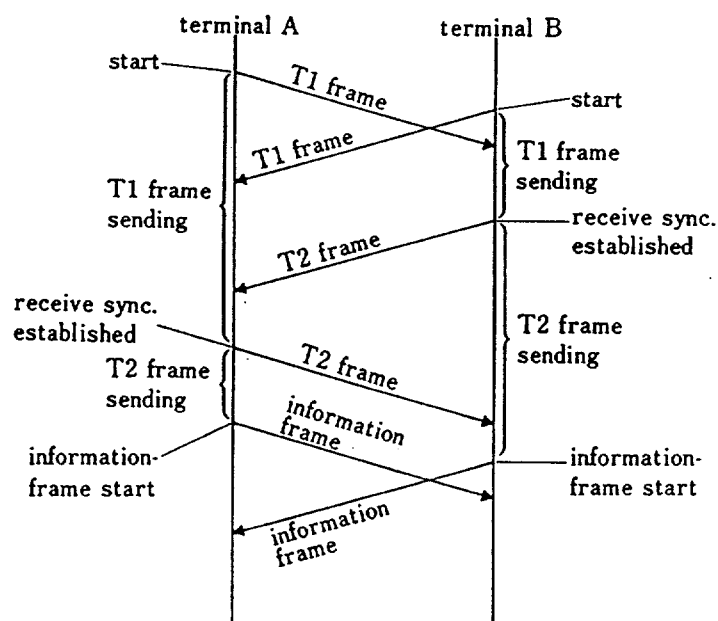 terminal A
terminal B
start
T1 frame
start
T1 frame
T1 frame
sending
T1 frame
sending
receive sync.
established
T2 frame
receive sync.
established
T2 frame
sending
T2 frame
sending
T2 frame
information
frame
information-
frame start
information-
frame start
information
frame